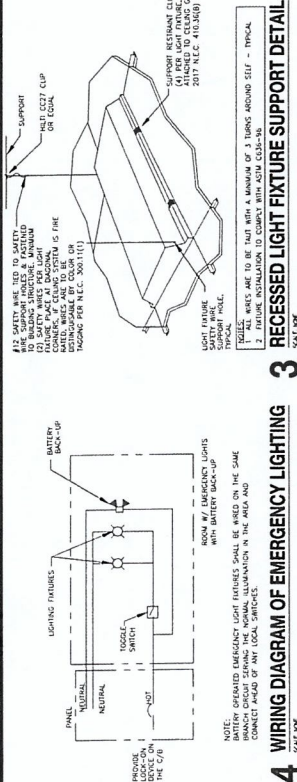 PANEL
NEUTRAL
NEUTRAL
HOT
PROVIDE
LOCK-ON
DEVICE ON
THE C/B
LIGHTING FIXTURES
BATTERY
BACK-UP
TOGGLE
SWITCH
ROOM W/ EMERGENCY LIGHTS
WITH BATTERY BACK-UP
NOTE:
BATTERY OPERATED EMERGENCY LIGHT FIXTURES SHALL BE WIRED ON THE SAME
BRANCH CIRCUIT SERVING THE NORMAL ILLUMINATION IN THE AREA AND
CONNECT AHEAD OF ANY LOCAL SWITCHES.
4 WIRING DIAGRAM OF EMERGENCY LIGHTING
#12 SAFETY WIRE TIED TO SAFETY
WIRE SUPPORT HOLES & FASTENED
TO BUILDING STRUCTURE, MINIMUM
(2) SAFETY WIRES PER LIGHT
FIXTURE PLACE AT DIAGONAL
CORNERS, IF CEILING SYSTEM IS FIRE
RATED, WIRES ARE TO BE
DISTINGUISABLE BY COLOR OR
TAGGING PER N.E.C. 300.11(1)
SUPPORT
HILTI CC27 CLIP
OR EQUAL
SUPPORT RESTRAINT CLI
(4) PER LIGHT FIXTURE,
ATTACHED TO CEILING G
2017 N.E.C. 410.36(B)
LIGHT FIXTURE
SAFETY WIRE
SUPPORT HOLE,
TYPICAL
NOTES:
1 ALL WIRES ARE TO BE TAUT WITH A MINIMUM OF 3 TURNS AROUND SELF - TYPICAL
2 FIXTURE INSTALLATION TO COMPLY WITH ASTM C636-96
3 RECESSED LIGHT FIXTURE SUPPORT DETAIL